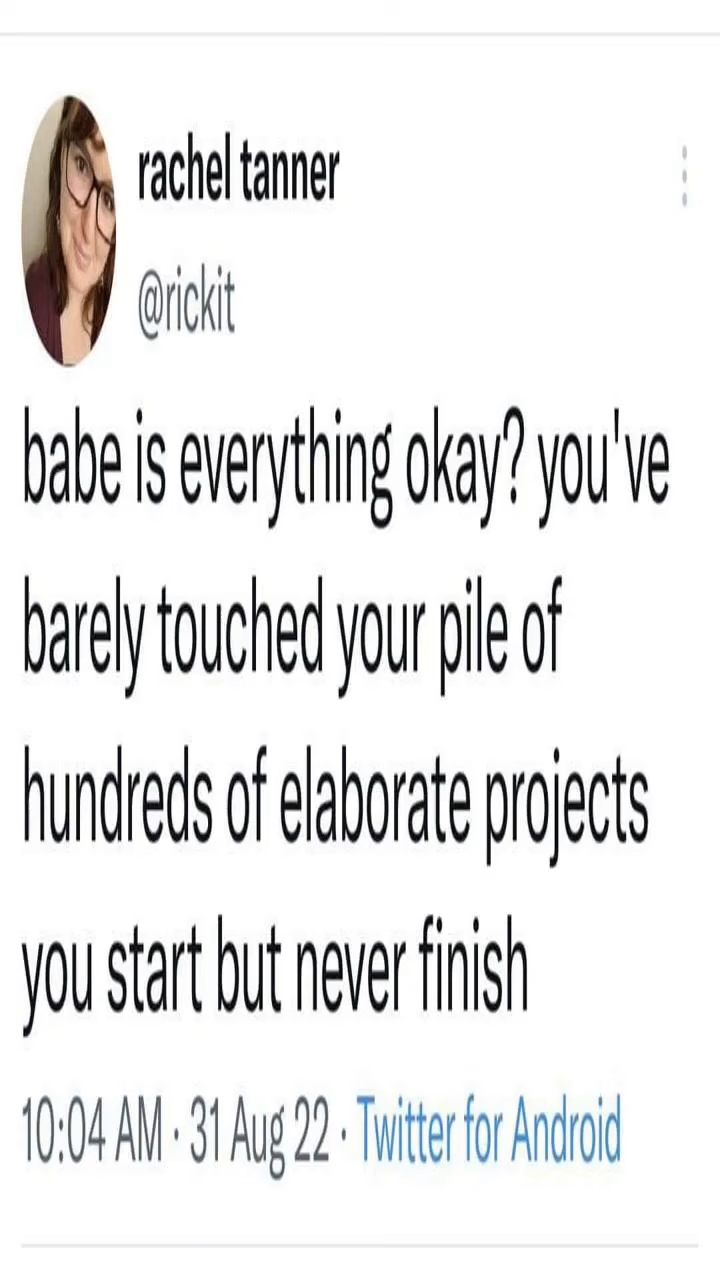 rachel tanner
@rickit
babe is everything okay? you've
barely touched your pile of
hundreds of elaborate projects
you start but never finish
10:04 AM · 31 Aug 22 · Twitter for Android